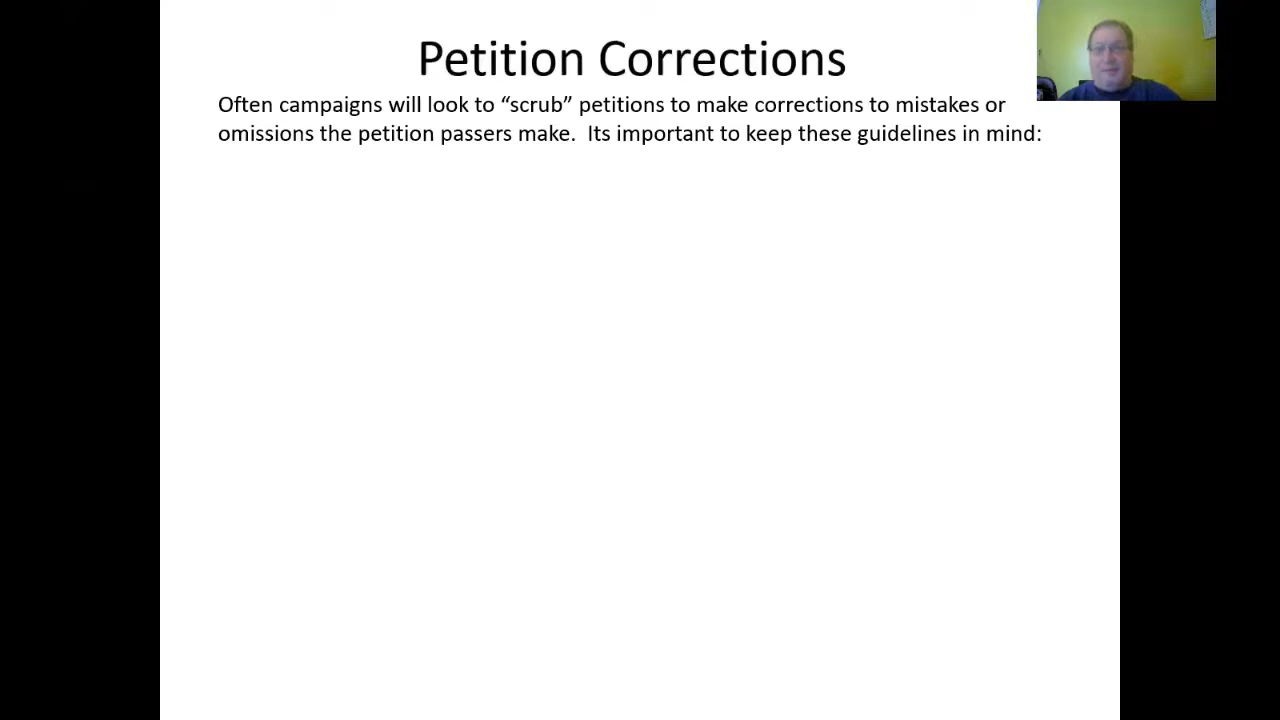 Petition Corrections
Often campaigns will look to “scrub” petitions to make corrections to mistakes or
omissions the petition passers make.  Its important to keep these guidelines in mind: